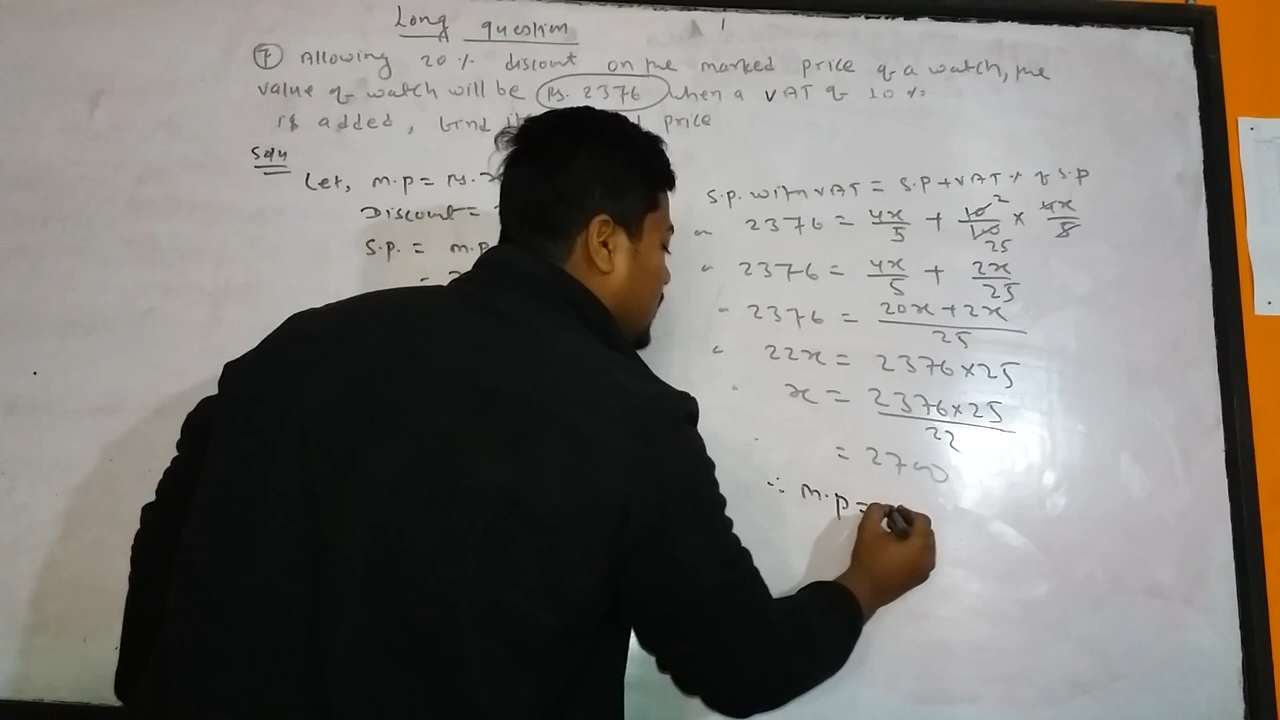 Long question
⑦ Allowing 20% discount on the marked price of a watch, the
value of watch will be Rs. 2376 when a VAT of 10%
is added, find price
Soln
Let, m.p = Rs.
Discount =
S.P. = m.p
=
S.P. with VAT = S.P + VAT % of S.P
2376 = 4x/5 + 10/100 × 4x/5
2 25
2376 = 4x/5 + 2x/25
2376 = 20x + 2x / 25
22x = 2376×25
x = 2376×25 / 22
= 2700
∴ m.p =